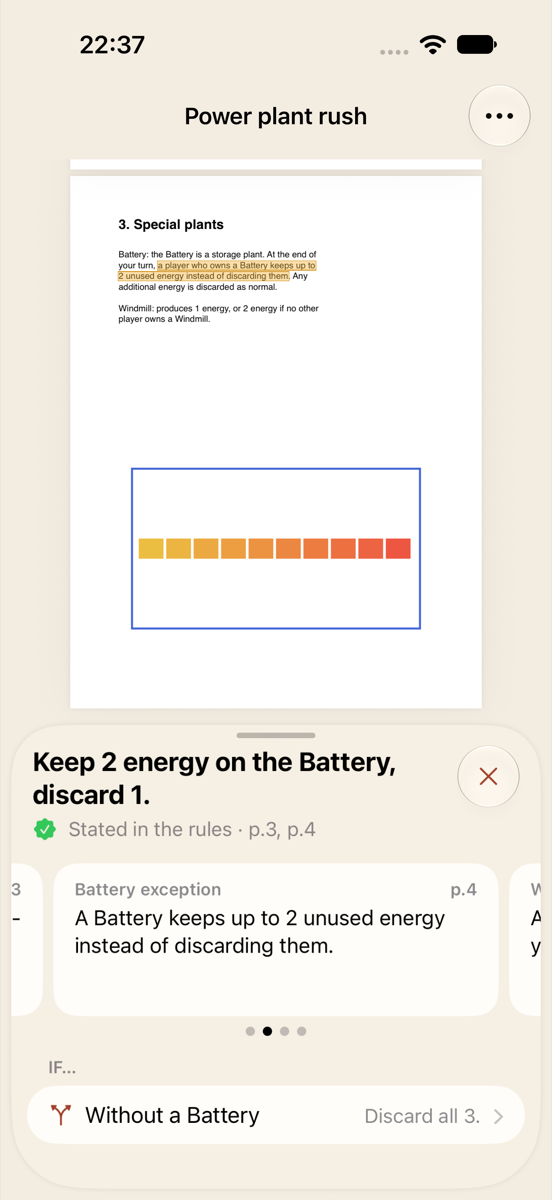 22:37
Power plant rush
3. Special plants
Battery: the Battery is a storage plant. At the end of
your turn, a player who owns a Battery keeps up to
2 unused energy instead of discarding them. Any
additional energy is discarded as normal.
Windmill: produces 1 energy, or 2 energy if no other
player owns a Windmill.
Keep 2 energy on the Battery,
discard 1.
Stated in the rules · p.3, p.4
3
-
Battery exception p.4
A Battery keeps up to 2 unused energy
instead of discarding them.
W
A
y
IF...
Without a Battery Discard all 3.